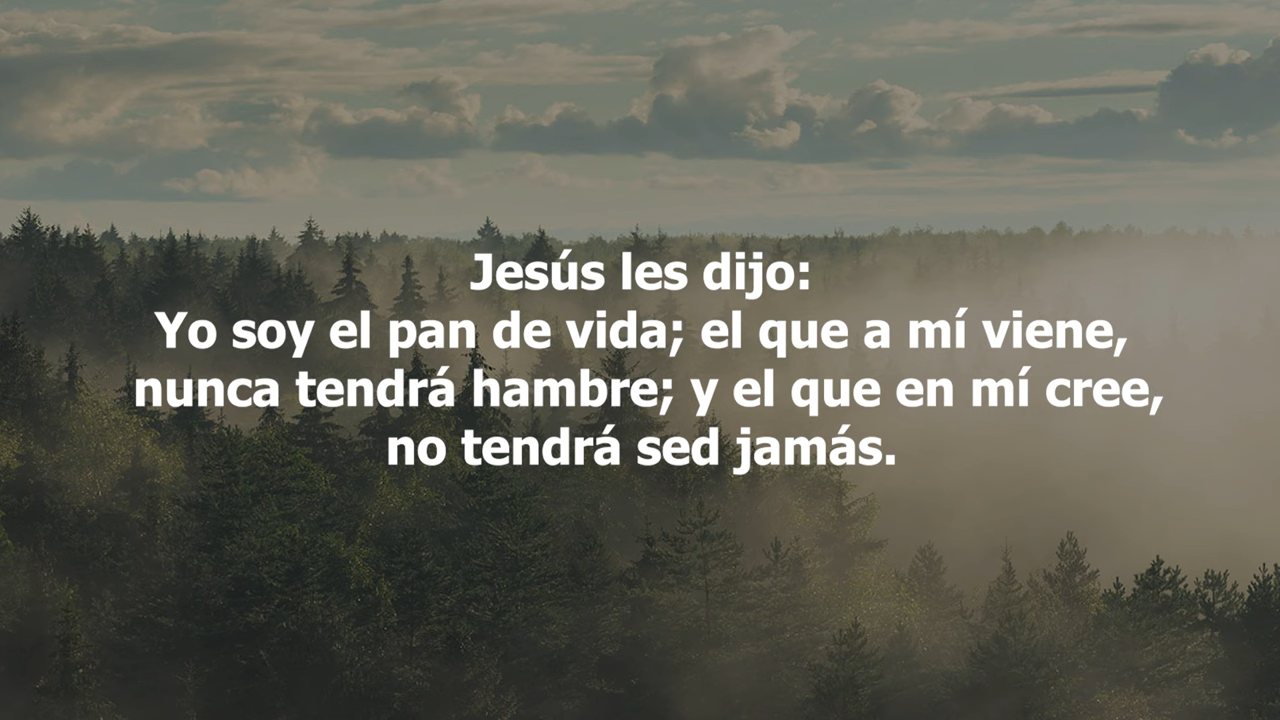 Jesús les dijo:
Yo soy el pan de vida; el que a mí viene,
nunca tendrá hambre; y el que en mí cree,
no tendrá sed jamás.